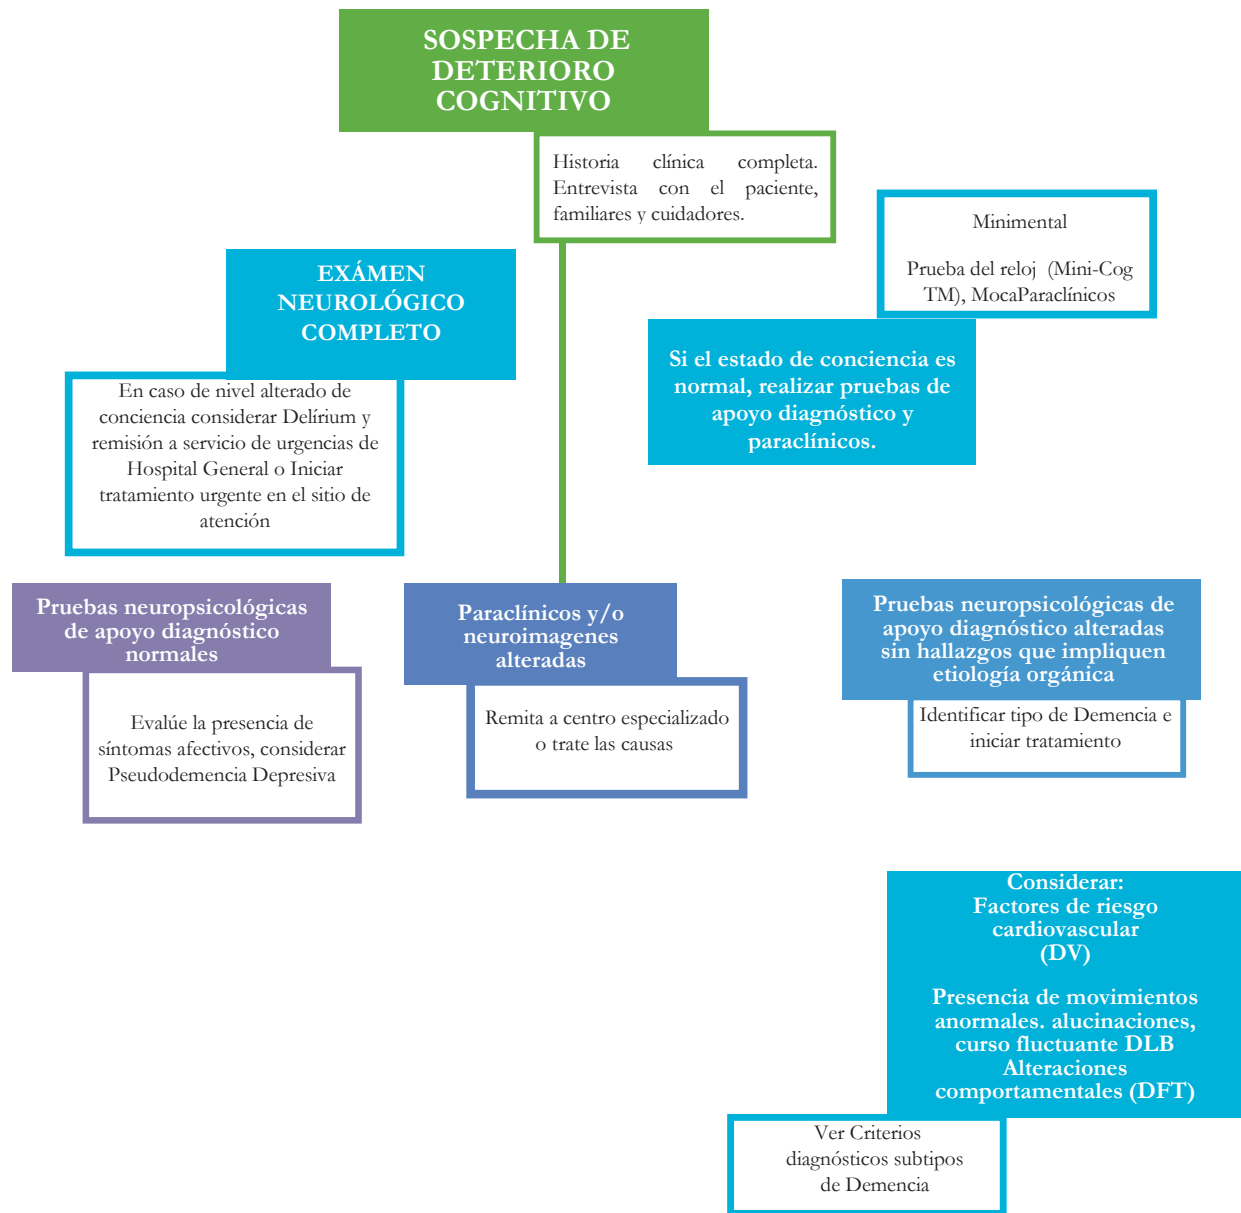 SOSPECHA DE
DETERIORO
COGNITIVO
Historia clínica completa.
Entrevista con el paciente,
familiares y cuidadores.
Minimental
Prueba del reloj (Mini-Cog
TM), MocaParaclínicos
EXÁMEN
NEUROLÓGICO
COMPLETO
Si el estado de conciencia es
normal, realizar pruebas de
apoyo diagnóstico y
paraclínicos.
En caso de nivel alterado de
conciencia considerar Delírium y
remisión a servicio de urgencias de
Hospital General o Iniciar
tratamiento urgente en el sitio de
atención
Pruebas neuropsicológicas
de apoyo diagnóstico
normales
Evalúe la presencia de
síntomas afectivos, considerar
Pseudodemencia Depresiva
Paraclínicos y/o
neuroimagenes
alteradas
Remita a centro especializado
o trate las causas
Pruebas neuropsicológicas de
apoyo diagnóstico alteradas
sin hallazgos que impliquen
etiología orgánica
Identificar tipo de Demencia e
iniciar tratamiento
Considerar:
Factores de riesgo
cardiovascular
(DV)
Presencia de movimientos
anormales. alucinaciones,
curso fluctuante DLB
Alteraciones
comportamentales (DFT)
Ver Criterios
diagnósticos subtipos
de Demencia